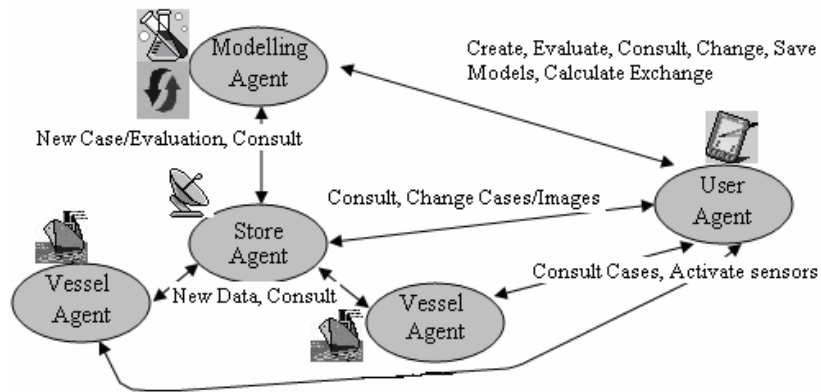 Modelling
Agent
Create, Evaluate, Consult, Change, Save
Models, Calculate Exchange
New Case/Evaluation, Consult
User
Agent
Consult, Change Cases/Images
Store
Agent
Consult Cases, Activate sensors
Vessel
Agent
New Data, Consult
Vessel
Agent